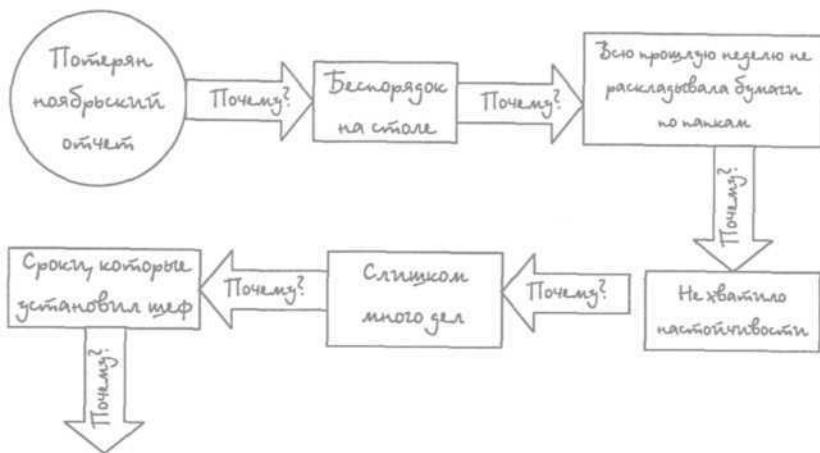 Потерян
ноябрьский
отчет
Почему?
Беспорядок
на столе
Почему?
Всю прошлую неделю не
раскладывала бумаги
по папкам
Почему?
Не хватило
настойчивости
Почему?
Слишком
много дел
Почему?
Сроки, которые
установил шеф
Почему?